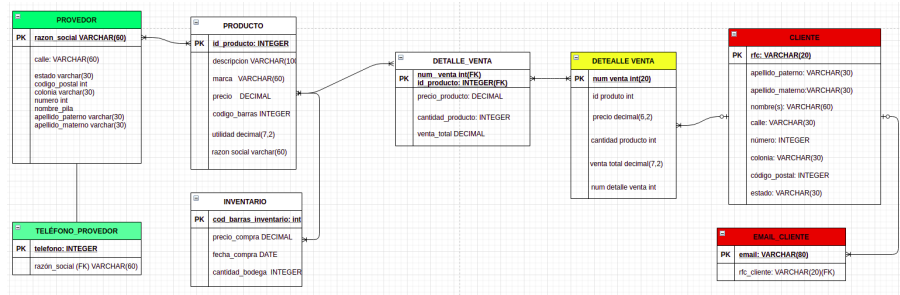 PROVEDOR
PK razon_social VARCHAR(60)
calle: VARCHAR(60)
estado varchar(30)
codigo_postal int
colonia varchar(30)
numero int
nombre_pila
apellido_paterno varchar(30)
apellido_materno varchar(30)
TELÉFONO_PROVEDOR
PK telefono: INTEGER
razón_social (FK) VARCHAR(60)
PRODUCTO
PK id_producto: INTEGER
descripcion VARCHAR(100
marca VARCHAR(60)
precio DECIMAL
codigo_barras INTEGER
utilidad decimal(7,2)
razon social varchar(60)
INVENTARIO
PK cod_barras_inventario: int
precio_compra DECIMAL
fecha_compra DATE
cantidad_bodega INTEGER
DETALLE_VENTA
PK num_venta int(FK)
id_producto: INTEGER(FK)
precio_producto: DECIMAL
cantidad_producto: INTEGER
venta_total DECIMAL
DETEALLE VENTA
PK num venta int(20)
id produto int
precio decimal(6,2)
cantidad producto int
venta total decimal(7,2)
num detalle venta int
CLIENTE
PK rfc: VARCHAR(20)
apellido_paterno: VARCHAR(30)
apellido_materno:VARCHAR(30)
nombre(s): VARCHAR(60)
calle: VARCHAR(30)
número: INTEGER
colonia: VARCHAR(30)
código_postal: INTEGER
estado: VARCHAR(30)
EMAIL_CLIENTE
PK email: VARCHAR(80)
rfc_cliente: VARCHAR(20)(FK)